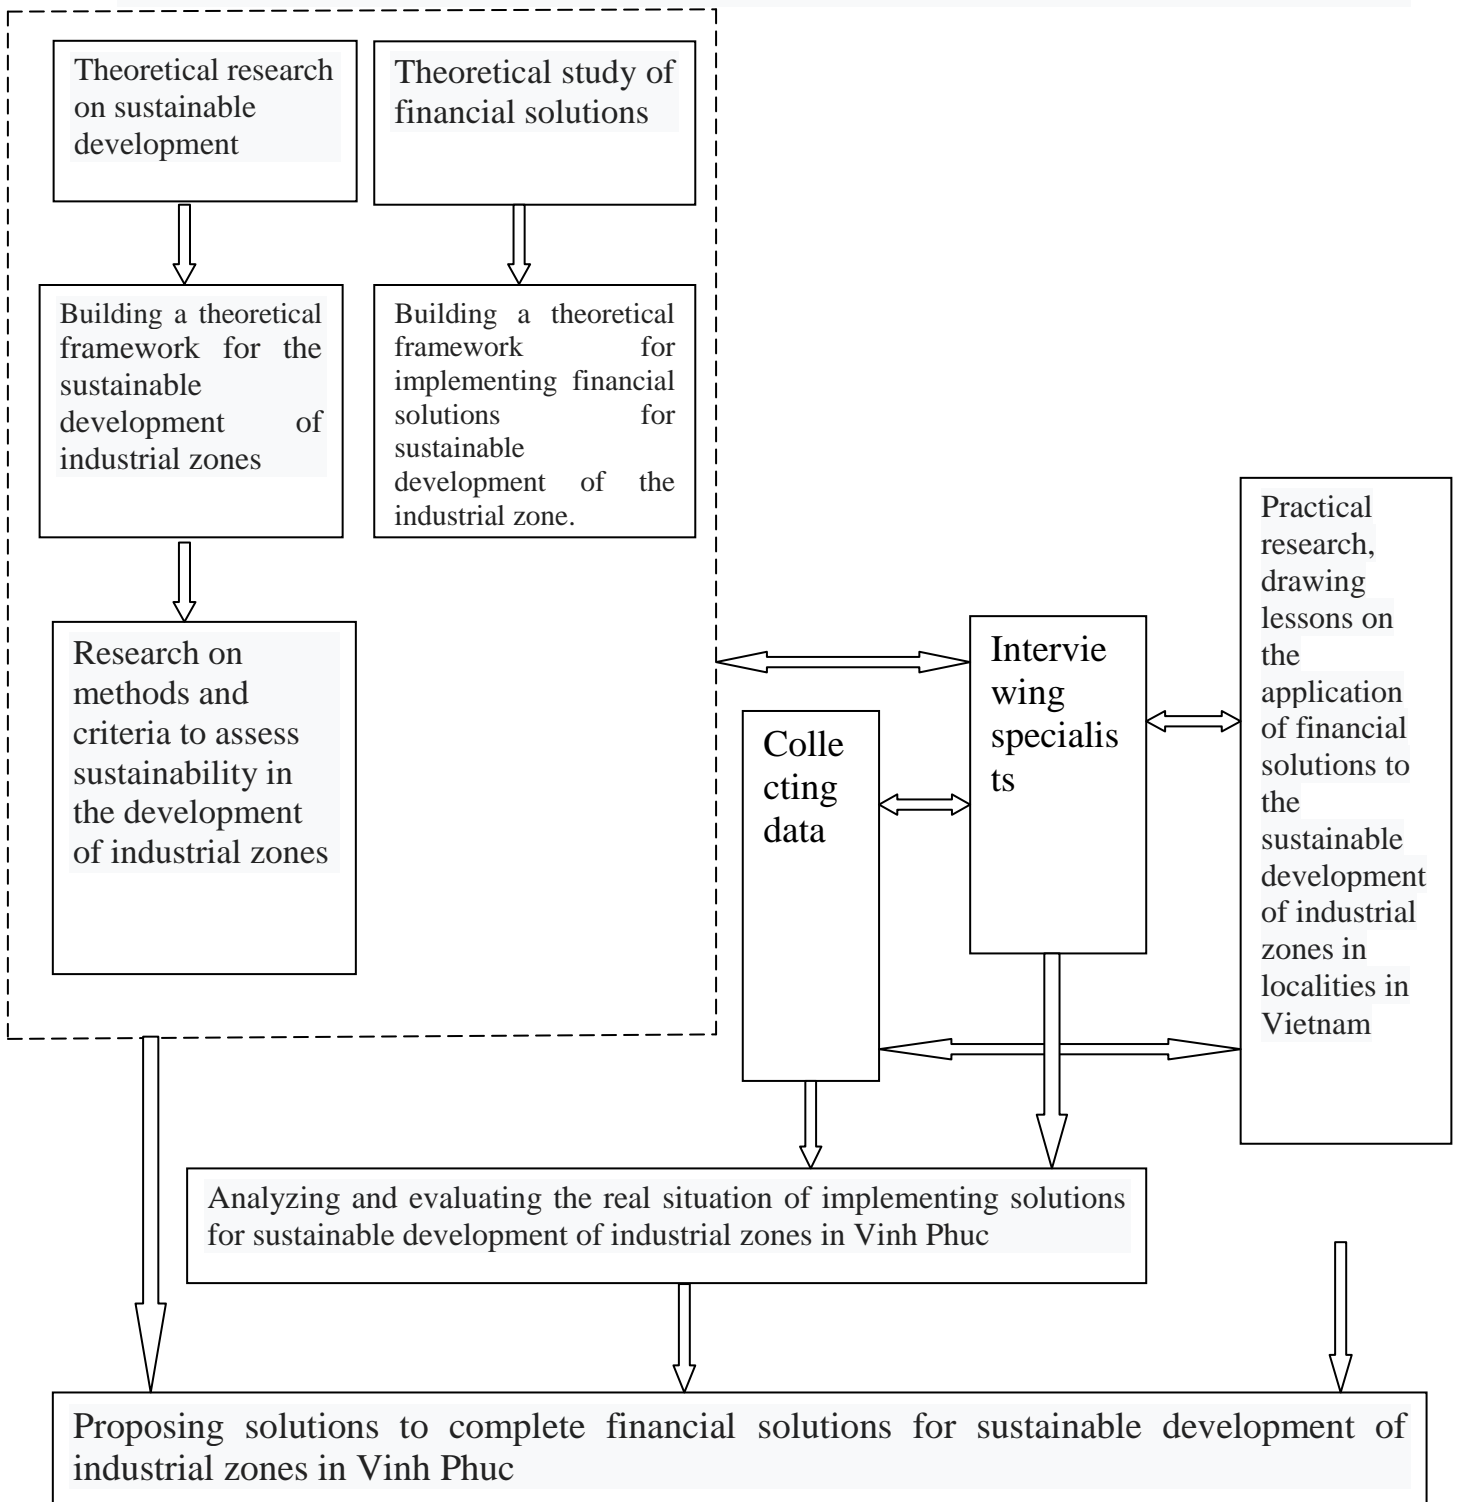 Theoretical research
on sustainable
development
Theoretical study of
financial solutions
Building a theoretical
framework for the
sustainable
development of
industrial zones
Building a theoretical
framework for
implementing financial
solutions for
sustainable
development of the
industrial zone.
Research on
methods and
criteria to assess
sustainability in
the development
of industrial zones
Colle
cting
data
Intervie
wing
specialis
ts
Practical
research,
drawing
lessons on
the
application
of financial
solutions to
the
sustainable
development
of industrial
zones in
localities in
Vietnam
Analyzing and evaluating the real situation of implementing solutions
for sustainable development of industrial zones in Vinh Phuc
Proposing solutions to complete financial solutions for sustainable development of
industrial zones in Vinh Phuc